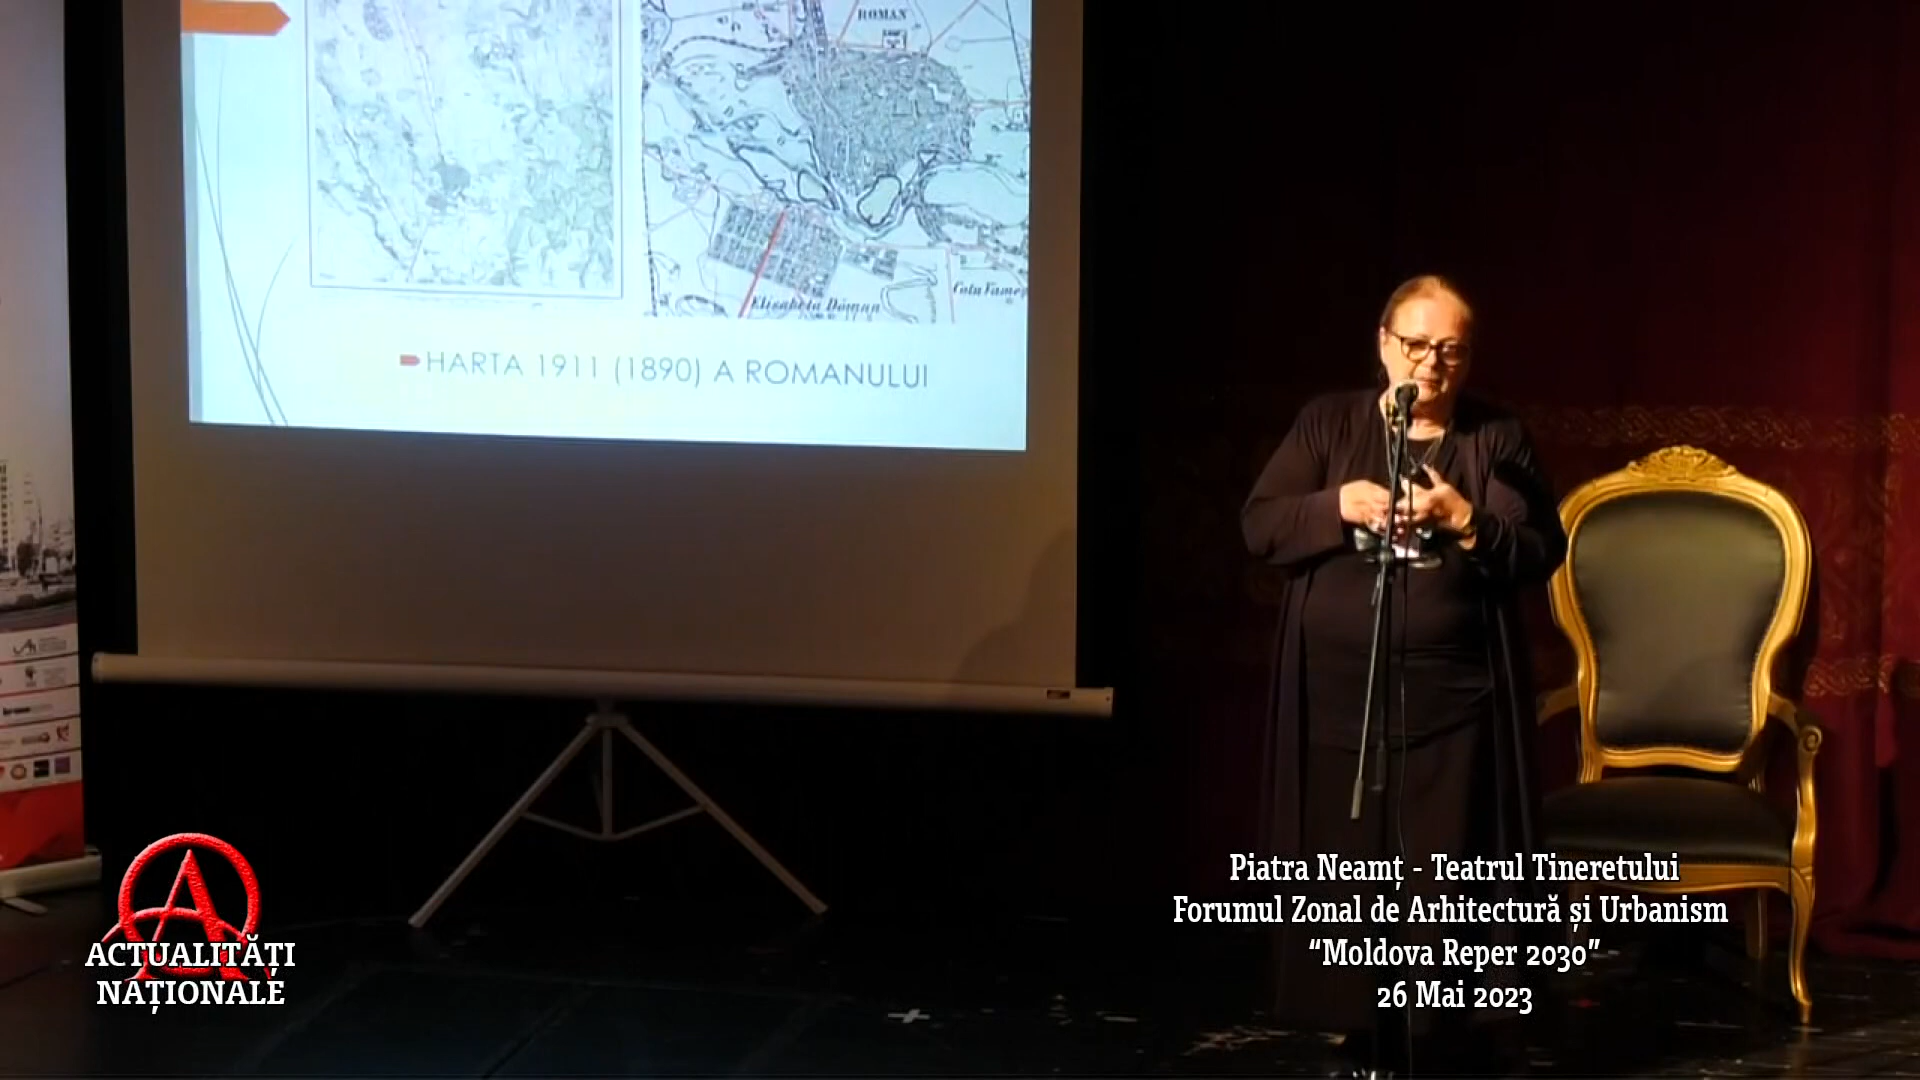 ROMAN
Elisabeta Dóman
HARTA 1911 (1890) A ROMANULUI
ACTUALITĂȚI
NAȚIONALE
Piatra Neamț - Teatrul Tineretului
Forumul Zonal de Arhitectură și Urbanism
“Moldova Reper 2030”
26 Mai 2023